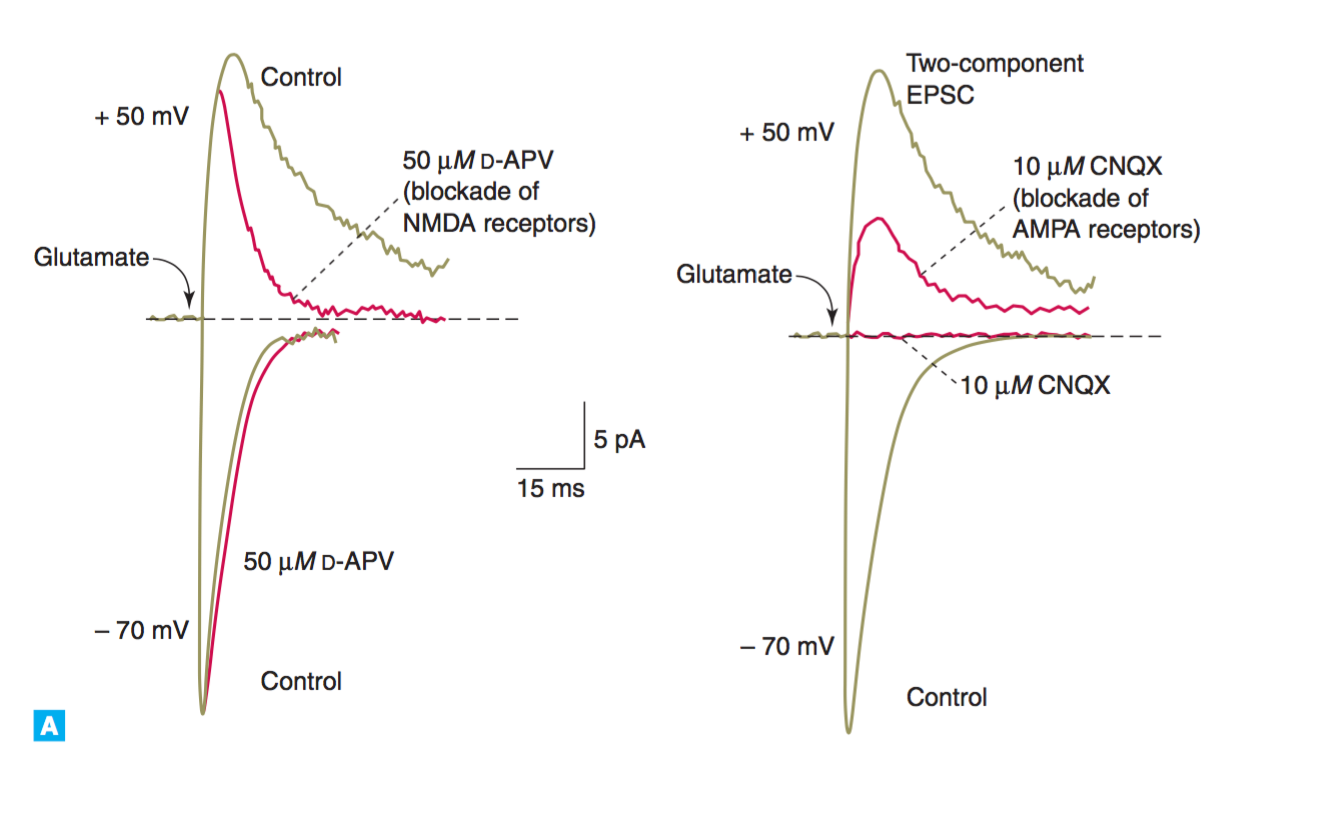 Control
+ 50 mV
50 μM D-APV
(blockade of
NMDA receptors)
Glutamate
5 pA
15 ms
50 μM D-APV
– 70 mV
Control
A
Two-component
EPSC
+ 50 mV
10 μM CNQX
(blockade of
AMPA receptors)
Glutamate
10 μM CNQX
– 70 mV
Control